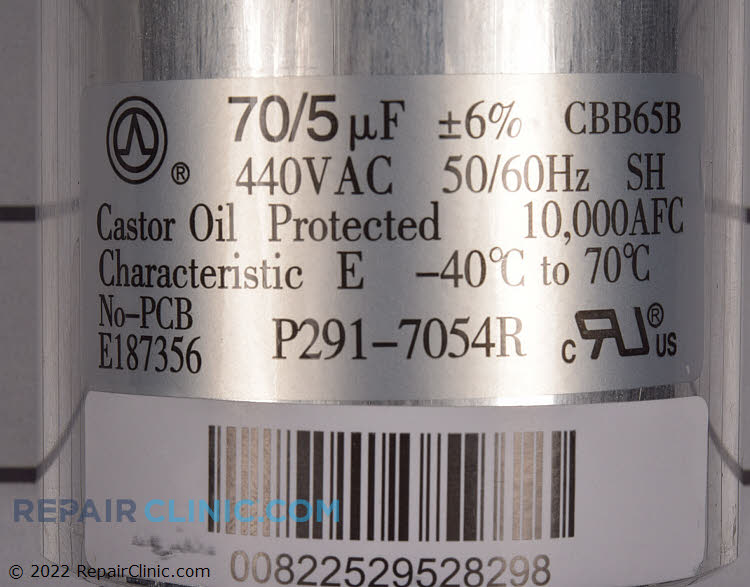 70/5 μF ±6% CBB65B
® 440VAC 50/60Hz SH
Castor Oil Protected 10,000AFC
Characteristic E -40℃ to 70℃
No-PCB
E187356 P291-7054R c RU® US
REPAIRCLINIC.COM
00822529528298
© 2022 RepairClinic.com